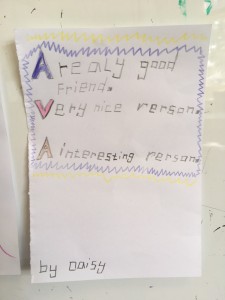 A realy good
friend.
Very nice person.
A interesting person.
by Daisy